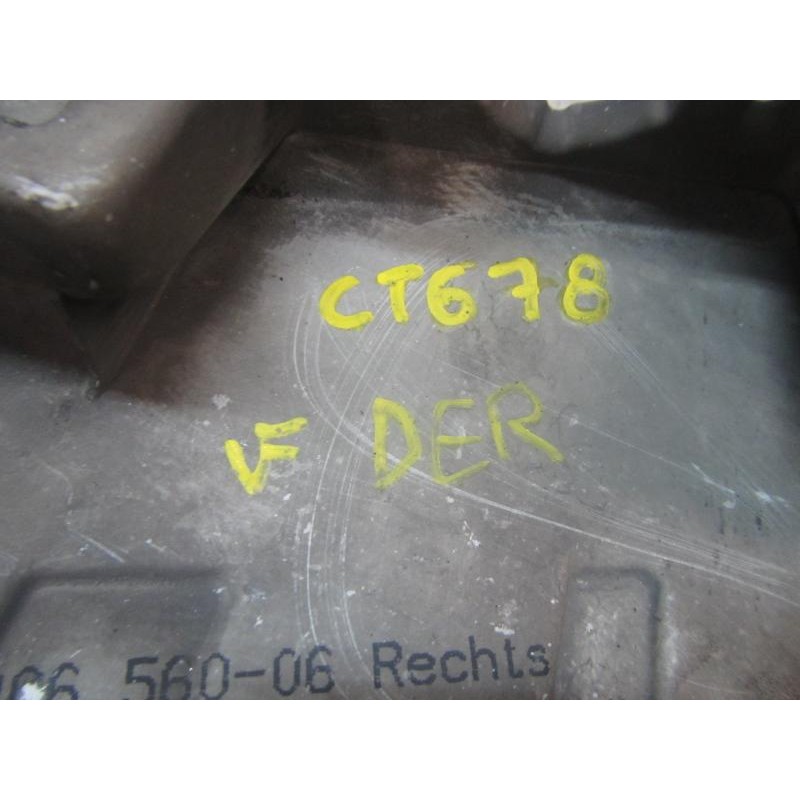 CT678
VF DER
560-06 Rechts